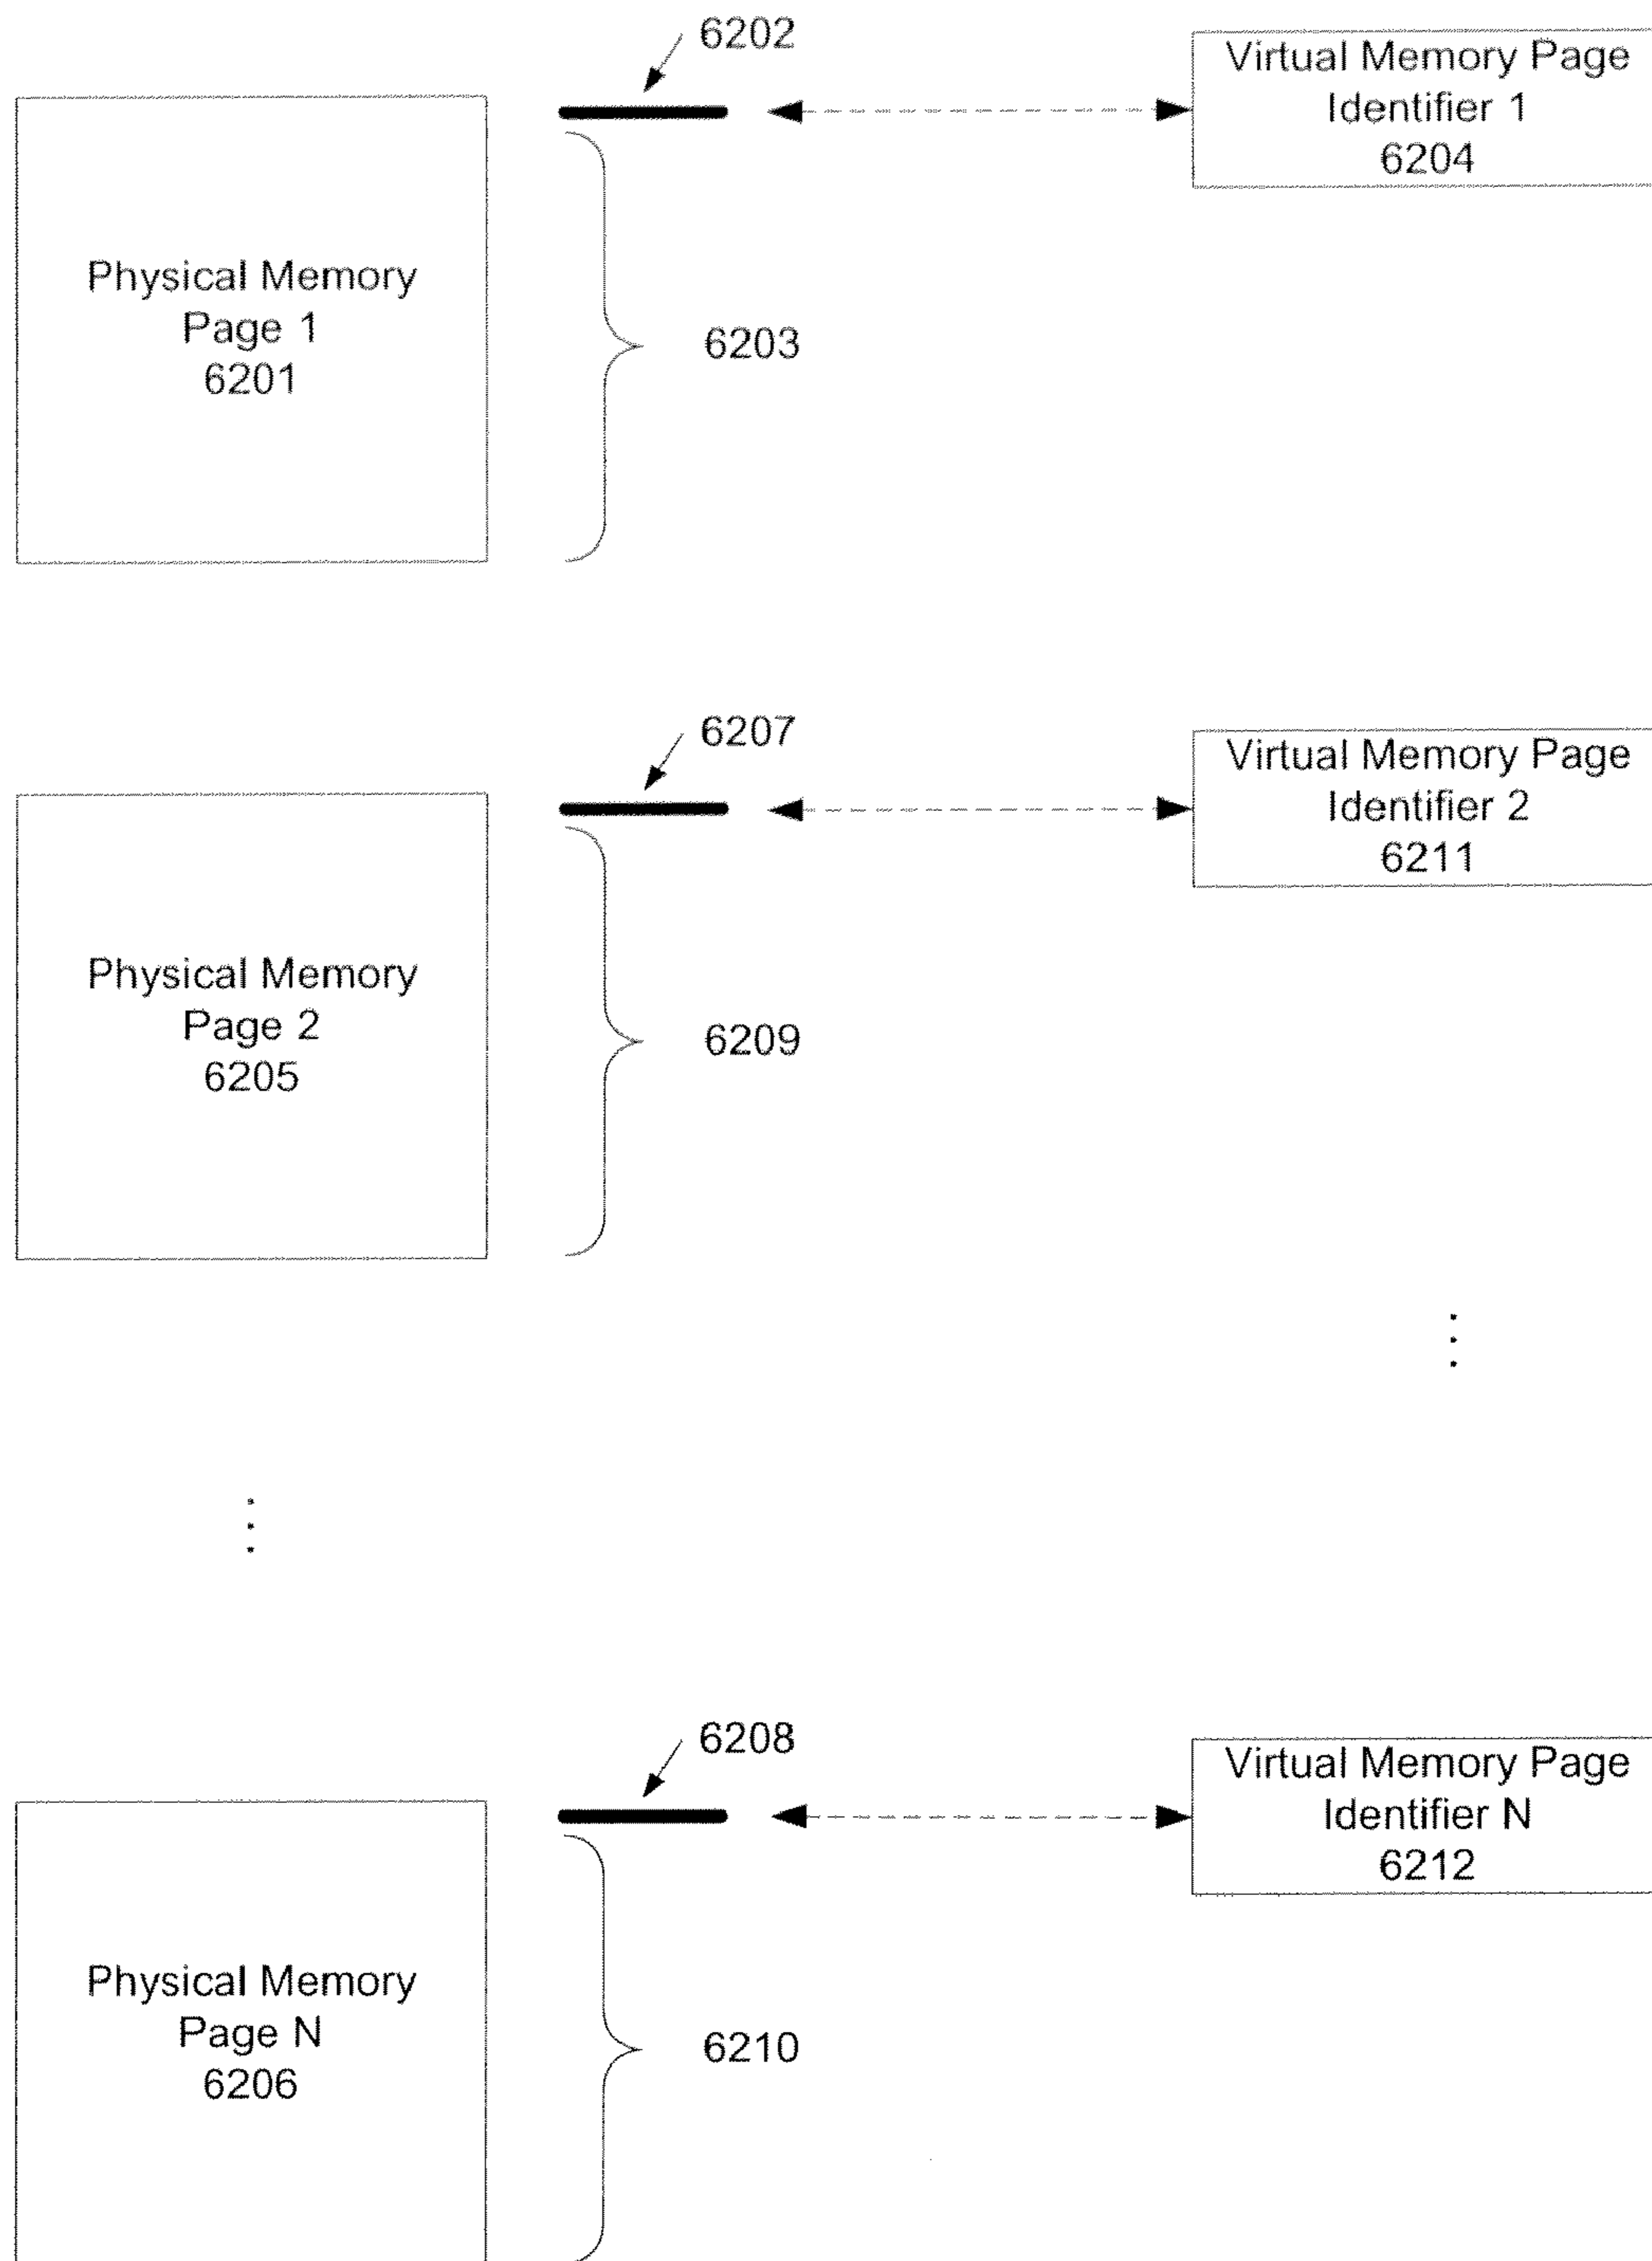 6202
Virtual Memory Page
Identifier 1
6204
Physical Memory
Page 1
6201
6203
6207
Virtual Memory Page
Identifier 2
6211
Physical Memory
Page 2
6205
6209
6208
Virtual Memory Page
Identifier N
6212
Physical Memory
Page N
6206
6210